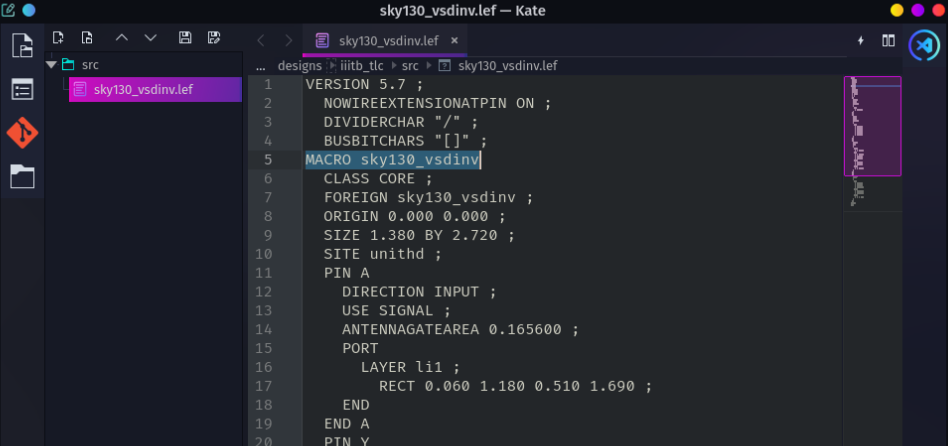 sky130_vsdinv.lef — Kate
src
sky130_vsdinv.lef
sky130_vsdinv.lef ×
... designs iiitb_tlc src sky130_vsdinv.lef
1 VERSION 5.7 ;
2 NOWIREEXTENSIONATPIN ON ;
3 DIVIDERCHAR "/" ;
4 BUSBITCHARS "[]" ;
5 MACRO sky130_vsdinv
6 CLASS CORE ;
7 FOREIGN sky130_vsdinv ;
8 ORIGIN 0.000 0.000 ;
9 SIZE 1.380 BY 2.720 ;
10 SITE unithd ;
11 PIN A
12 DIRECTION INPUT ;
13 USE SIGNAL ;
14 ANTENNAGATEAREA 0.165600 ;
15 PORT
16 LAYER li1 ;
17 RECT 0.060 1.180 0.510 1.690 ;
18 END
19 END A
20 PIN Y